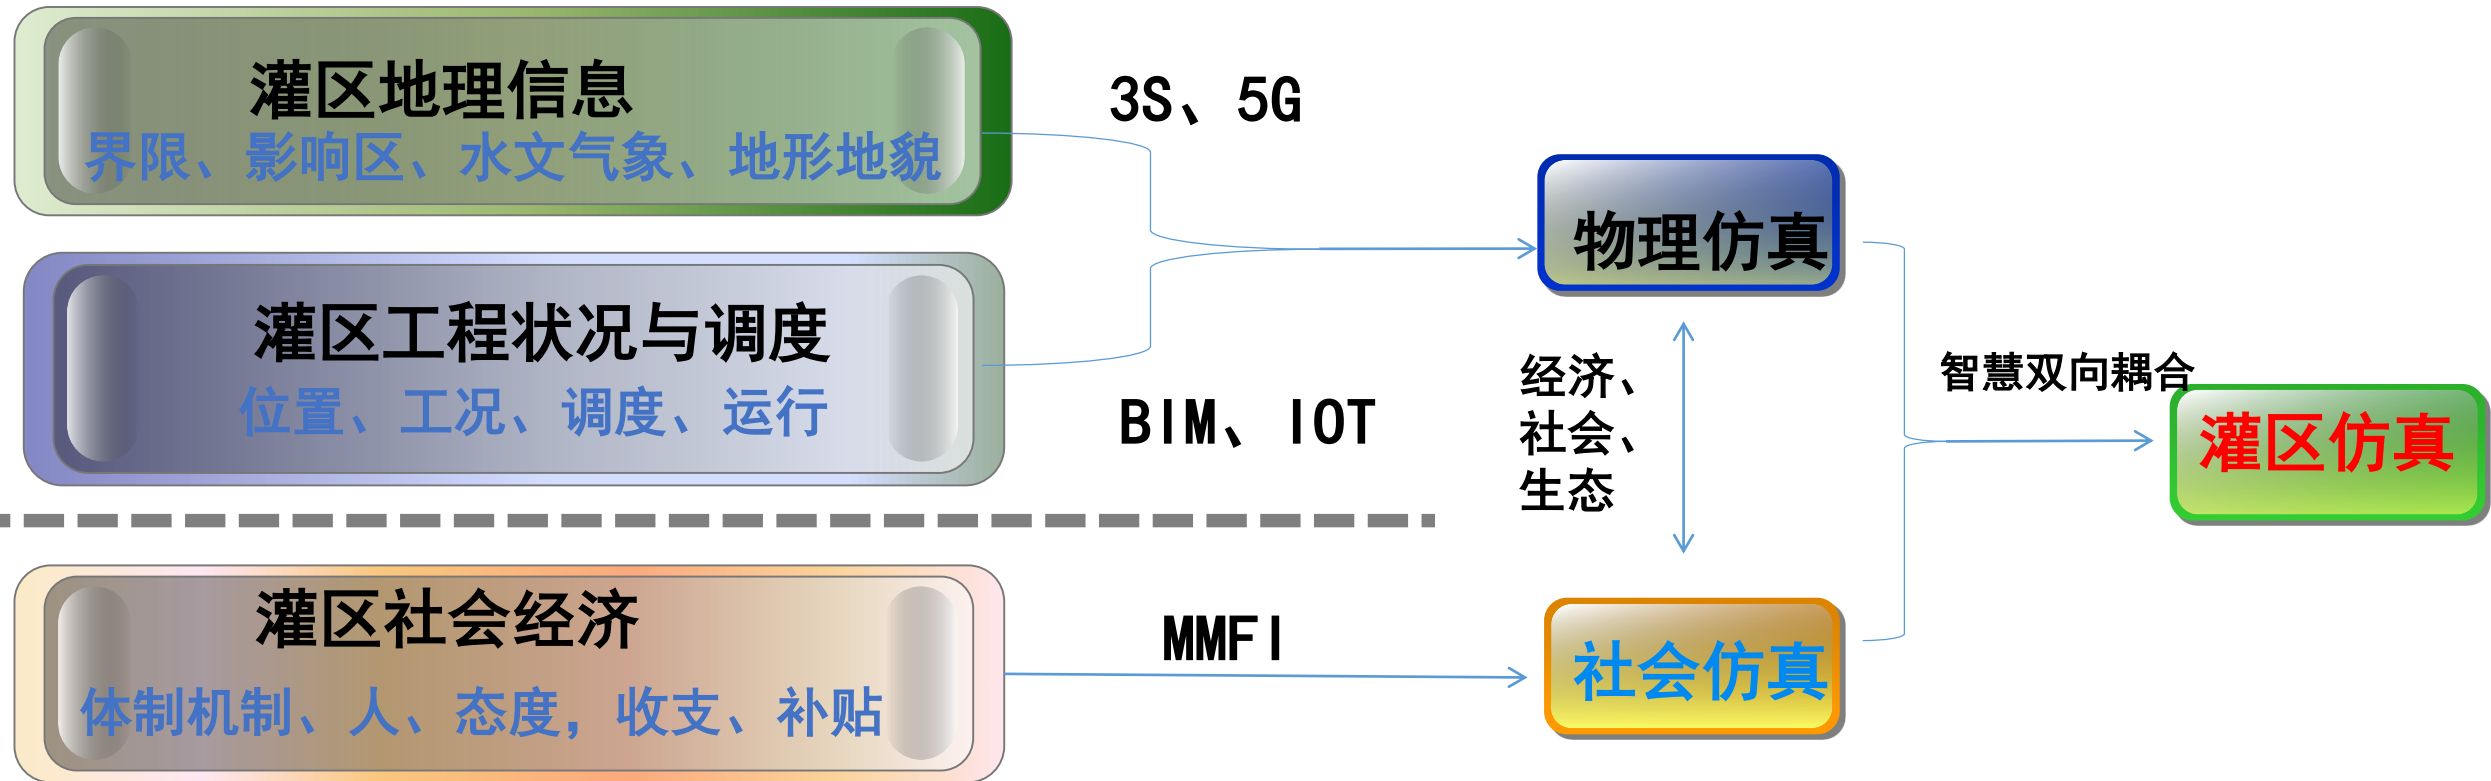 灌区地理信息
界限、影响区、水文气象、地形地貌
3S、5G
灌区工程状况与调度
位置、工况、调度、运行
BIM、IOT
灌区社会经济
体制机制、人、态度，收支、补贴
MMFI
物理仿真
经济、
社会、
生态
社会仿真
智慧双向耦合
灌区仿真